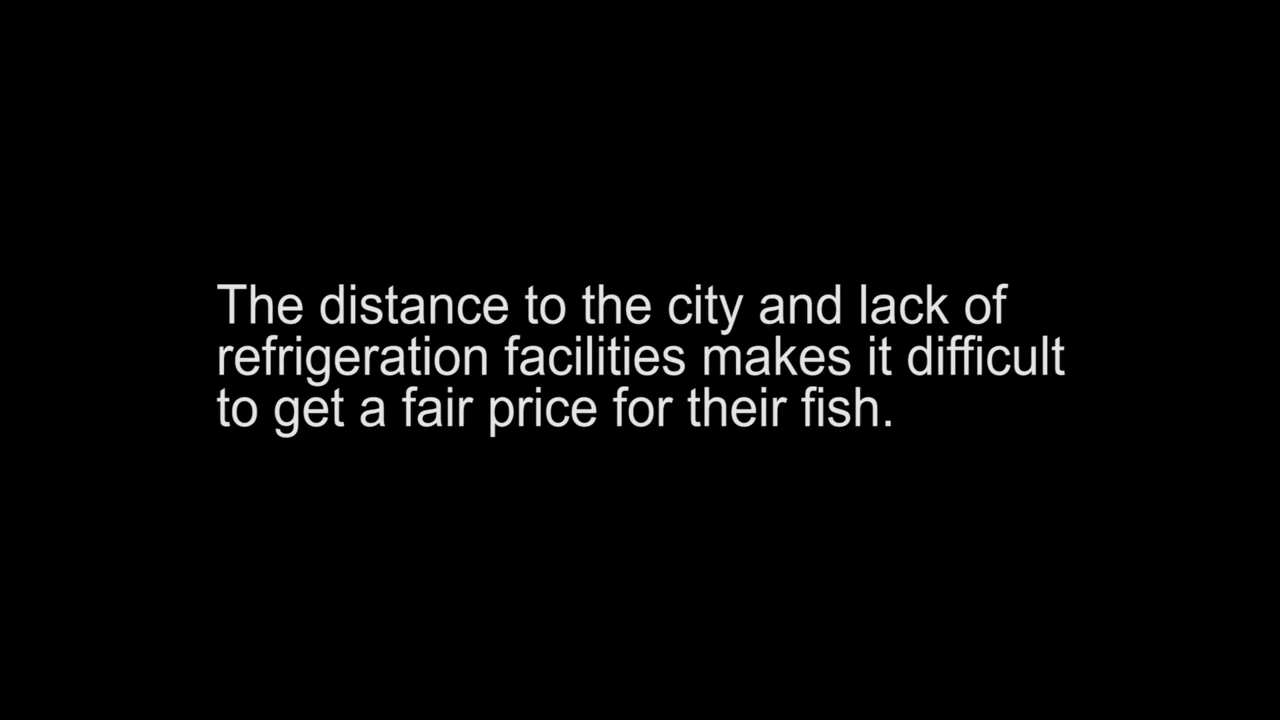 The distance to the city and lack of
refrigeration facilities makes it difficult
to get a fair price for their fish.